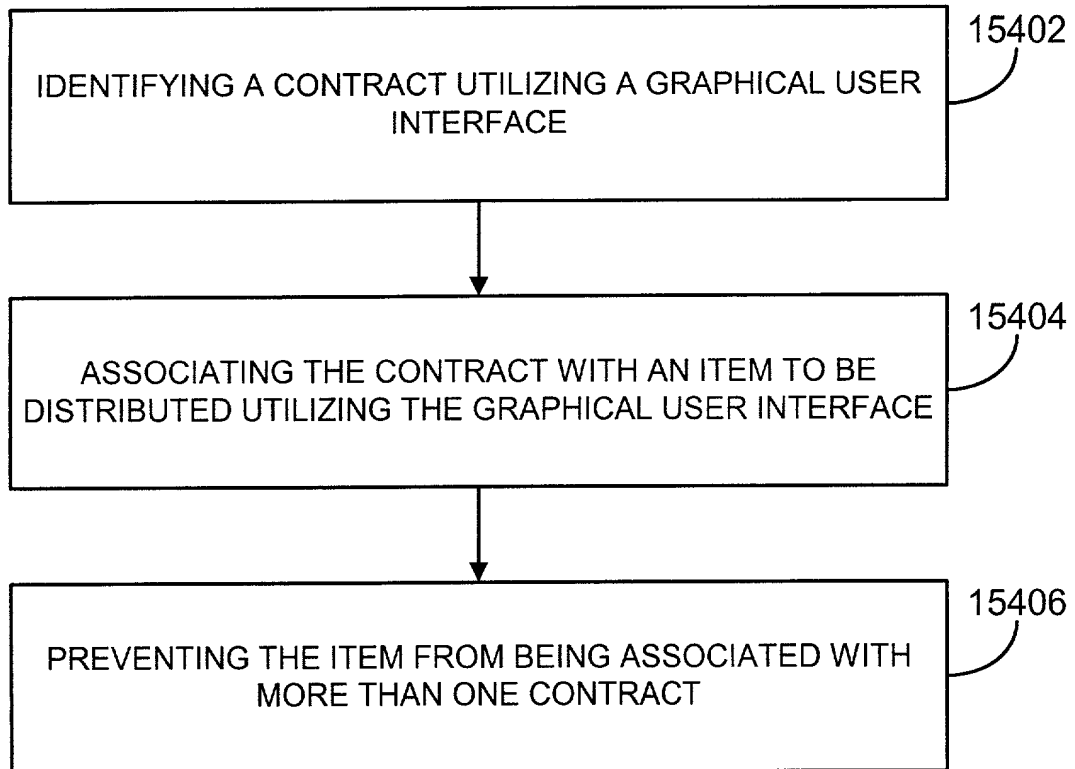 15402
IDENTIFYING A CONTRACT UTILIZING A GRAPHICAL USER
INTERFACE
15404
ASSOCIATING THE CONTRACT WITH AN ITEM TO BE
DISTRIBUTED UTILIZING THE GRAPHICAL USER INTERFACE
15406
PREVENTING THE ITEM FROM BEING ASSOCIATED WITH
MORE THAN ONE CONTRACT